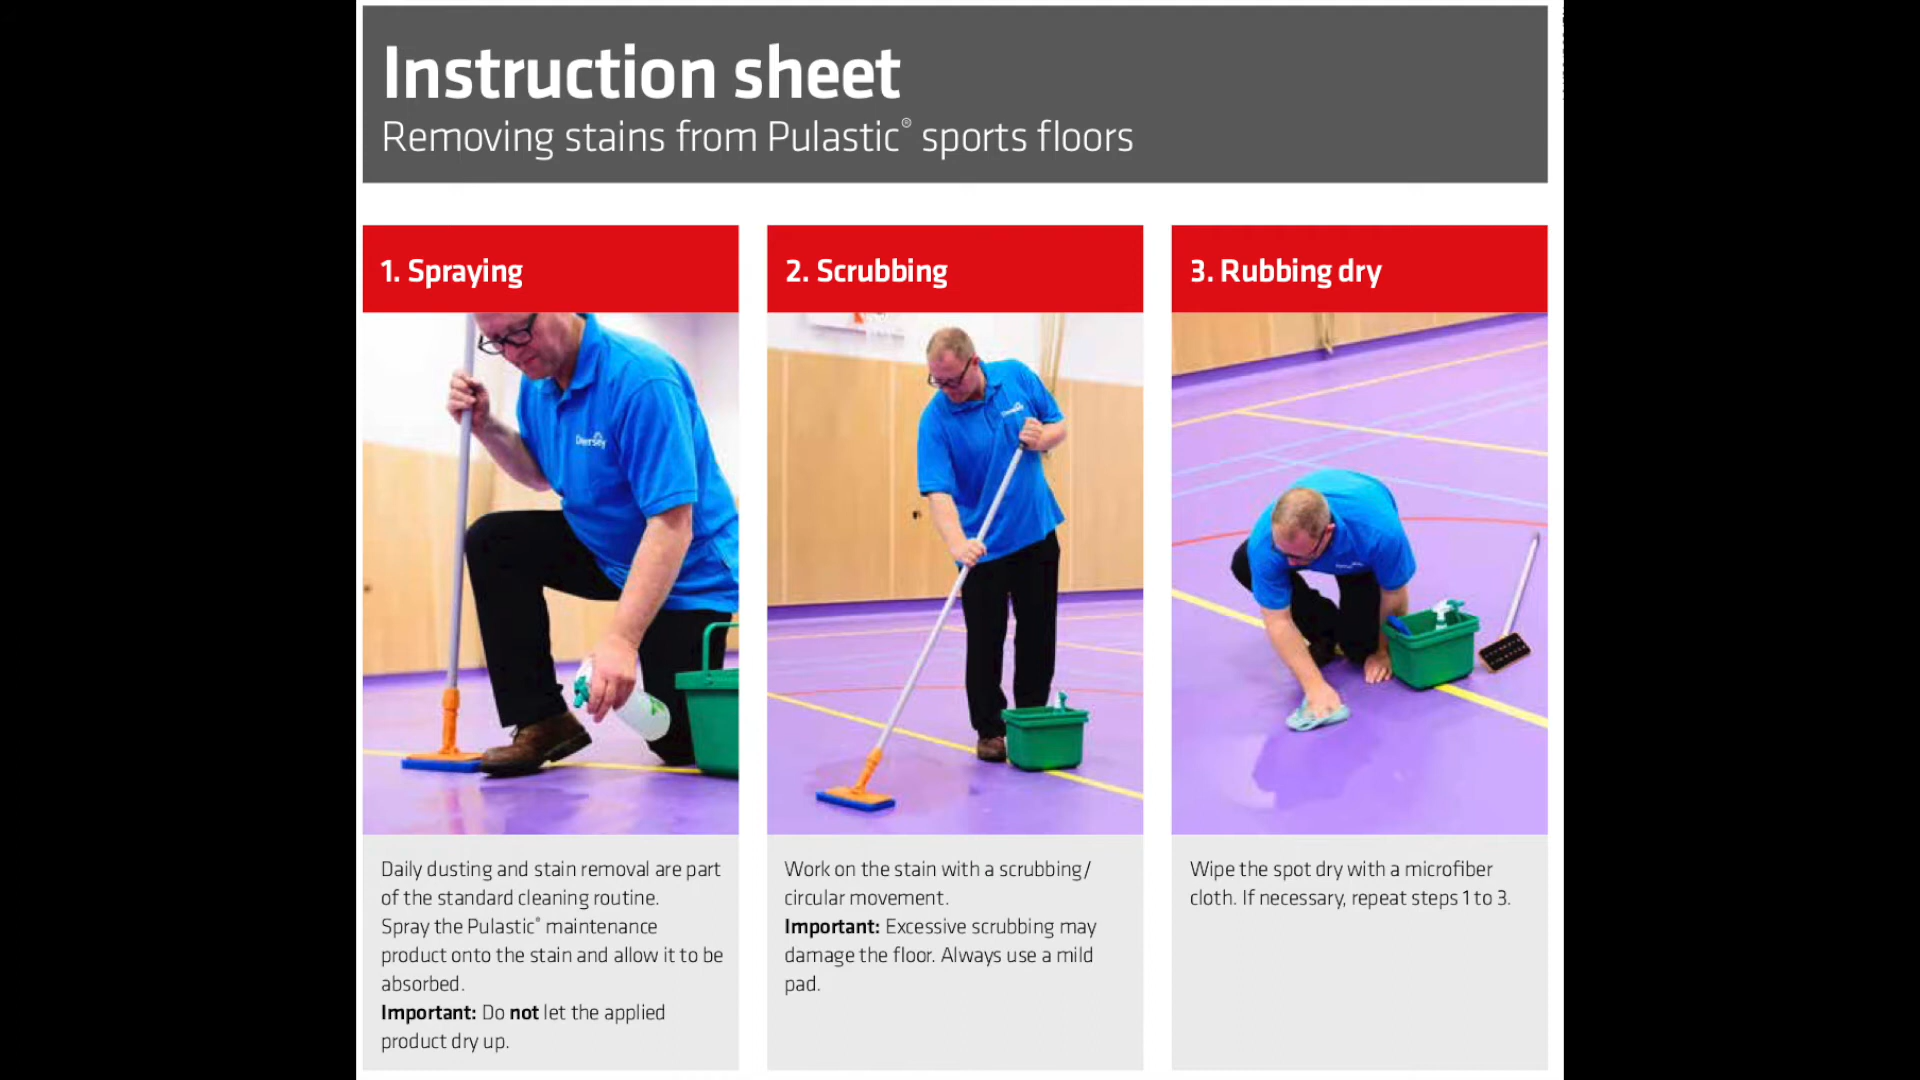 Instruction sheet
Removing stains from Pulastic® sports floors
1. Spraying
Daily dusting and stain removal are part
of the standard cleaning routine.
Spray the Pulastic® maintenance
product onto the stain and allow it to be
absorbed.
Important: Do not let the applied
product dry up.
2. Scrubbing
Work on the stain with a scrubbing/
circular movement.
Important: Excessive scrubbing may
damage the floor. Always use a mild
pad.
3. Rubbing dry
Wipe the spot dry with a microfiber
cloth. If necessary, repeat steps 1 to 3.